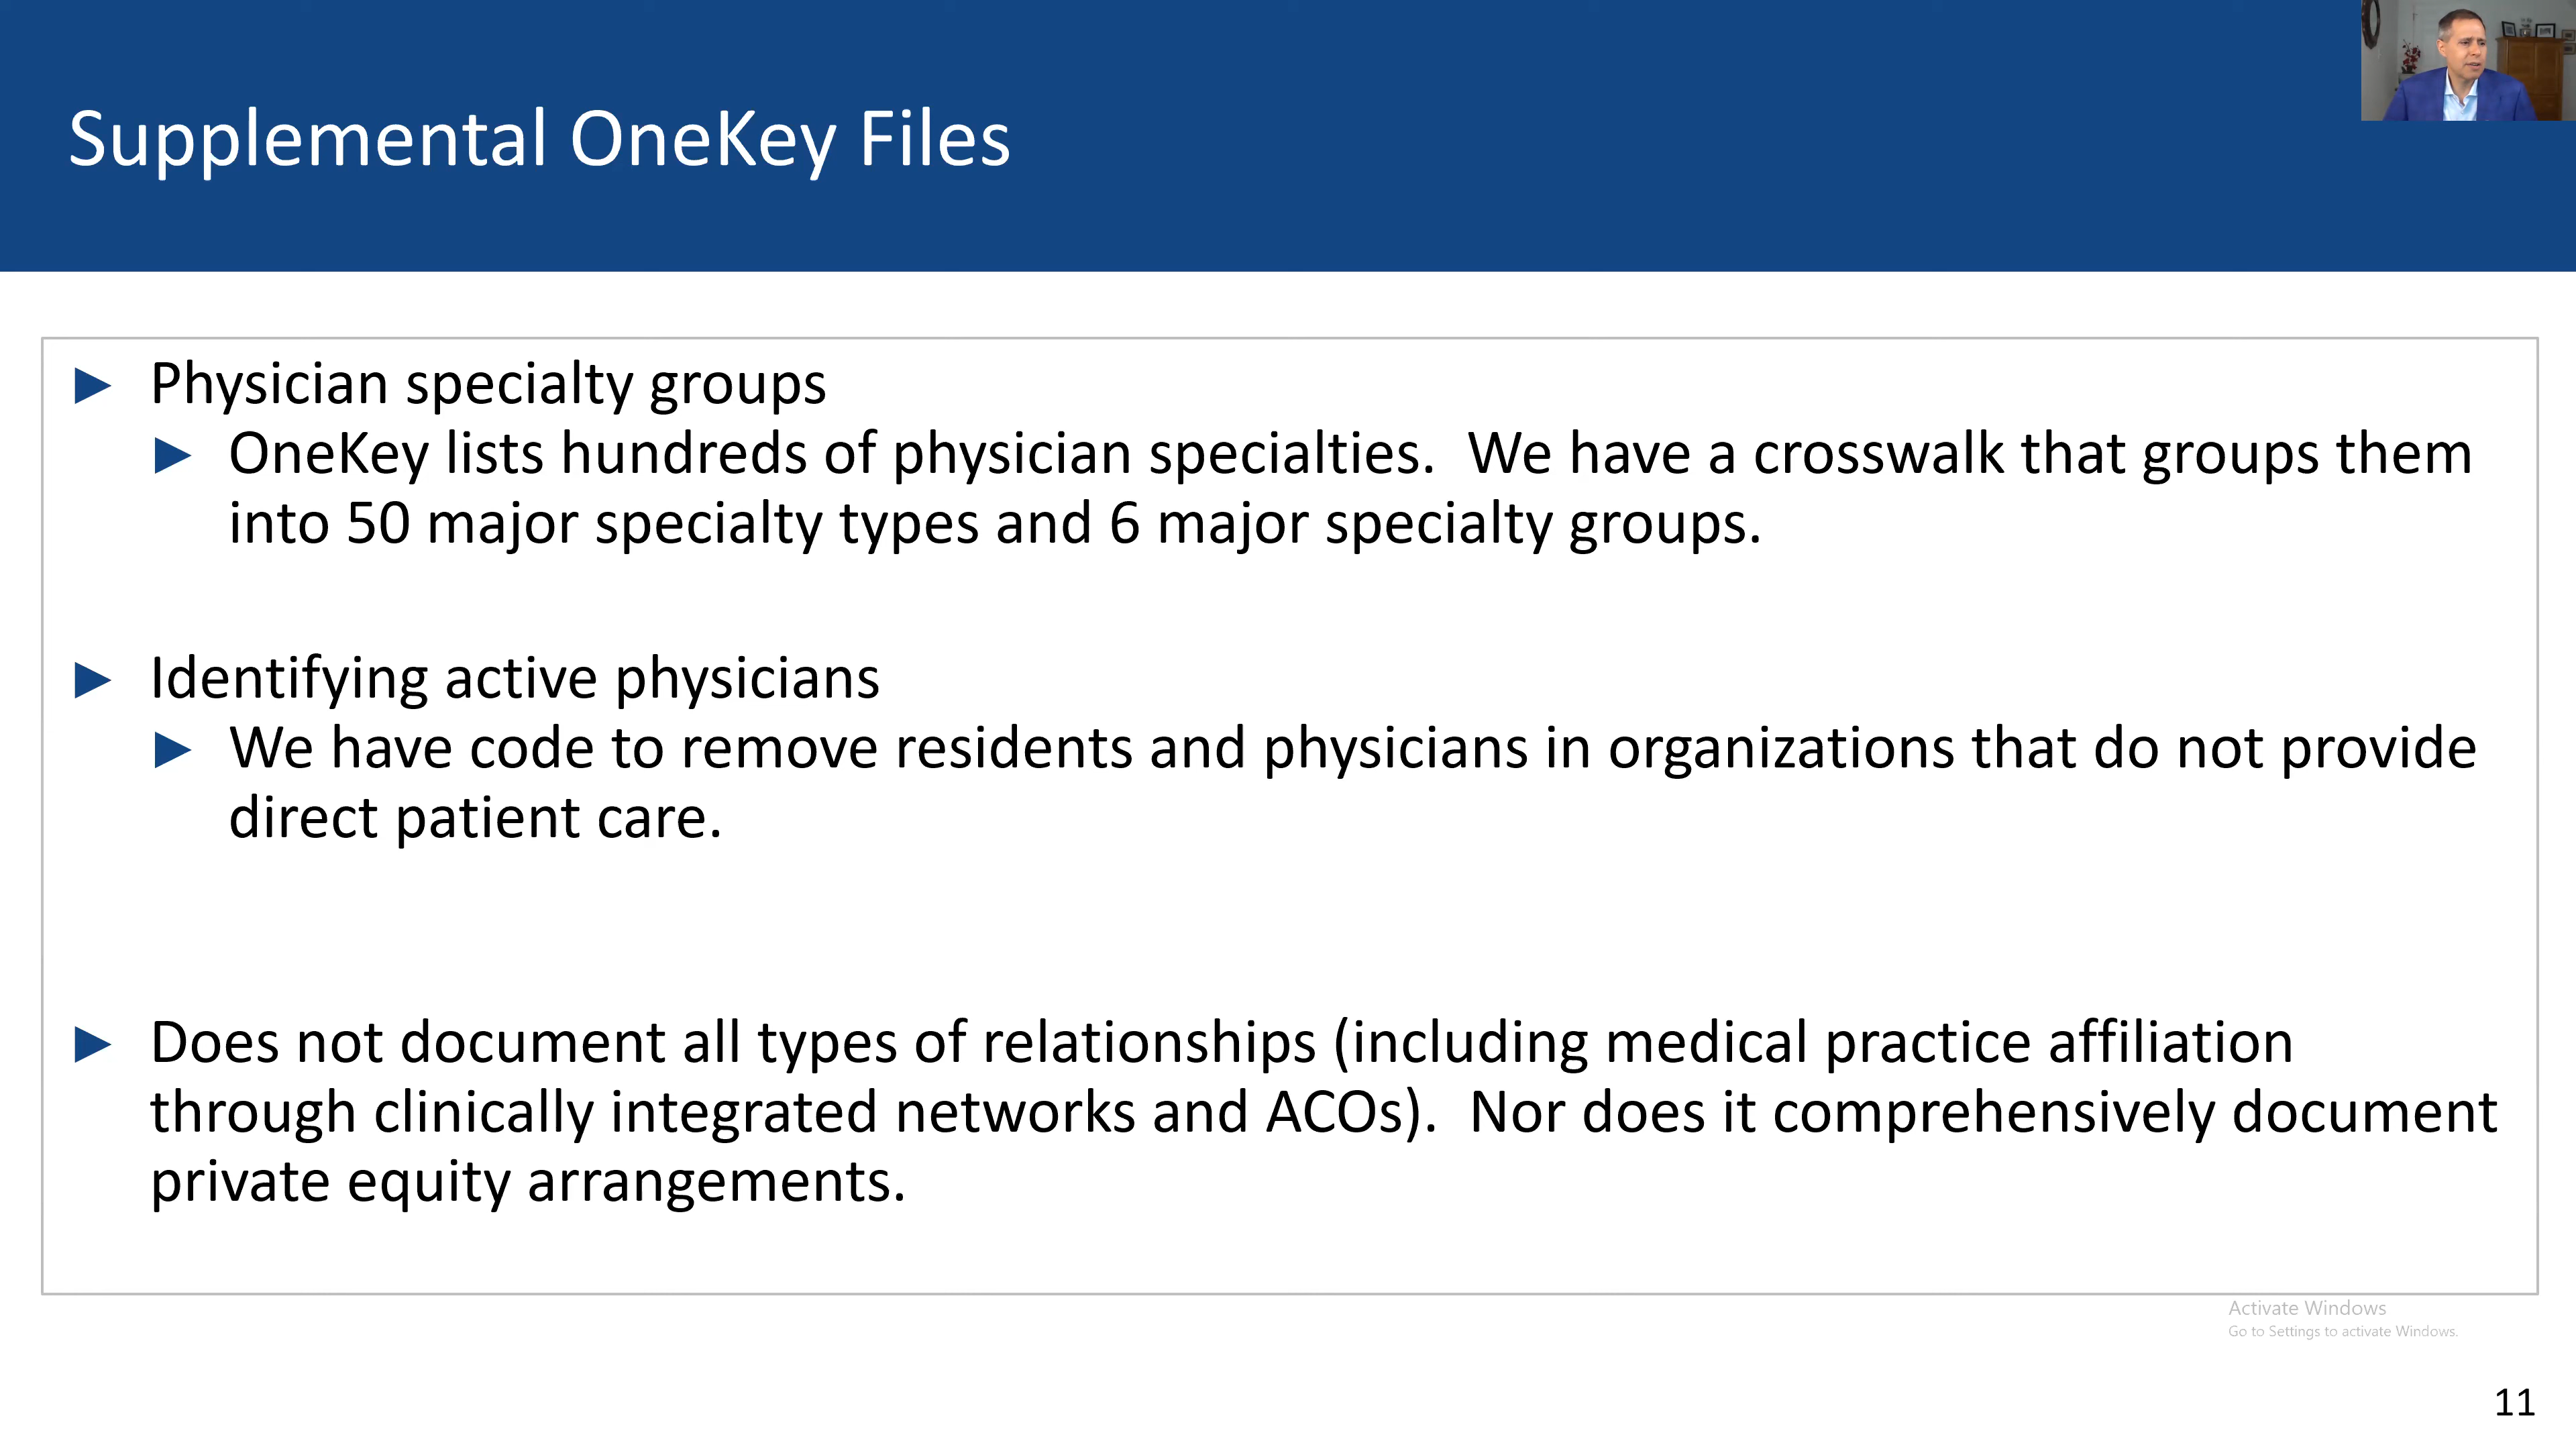 Supplemental OneKey Files
► Physician specialty groups
► OneKey lists hundreds of physician specialties.  We have a crosswalk that groups them
into 50 major specialty types and 6 major specialty groups.
► Identifying active physicians
► We have code to remove residents and physicians in organizations that do not provide
direct patient care.
► Does not document all types of relationships (including medical practice affiliation
through clinically integrated networks and ACOs).  Nor does it comprehensively document
private equity arrangements.
Activate Windows
Go to Settings to activate Windows.
11